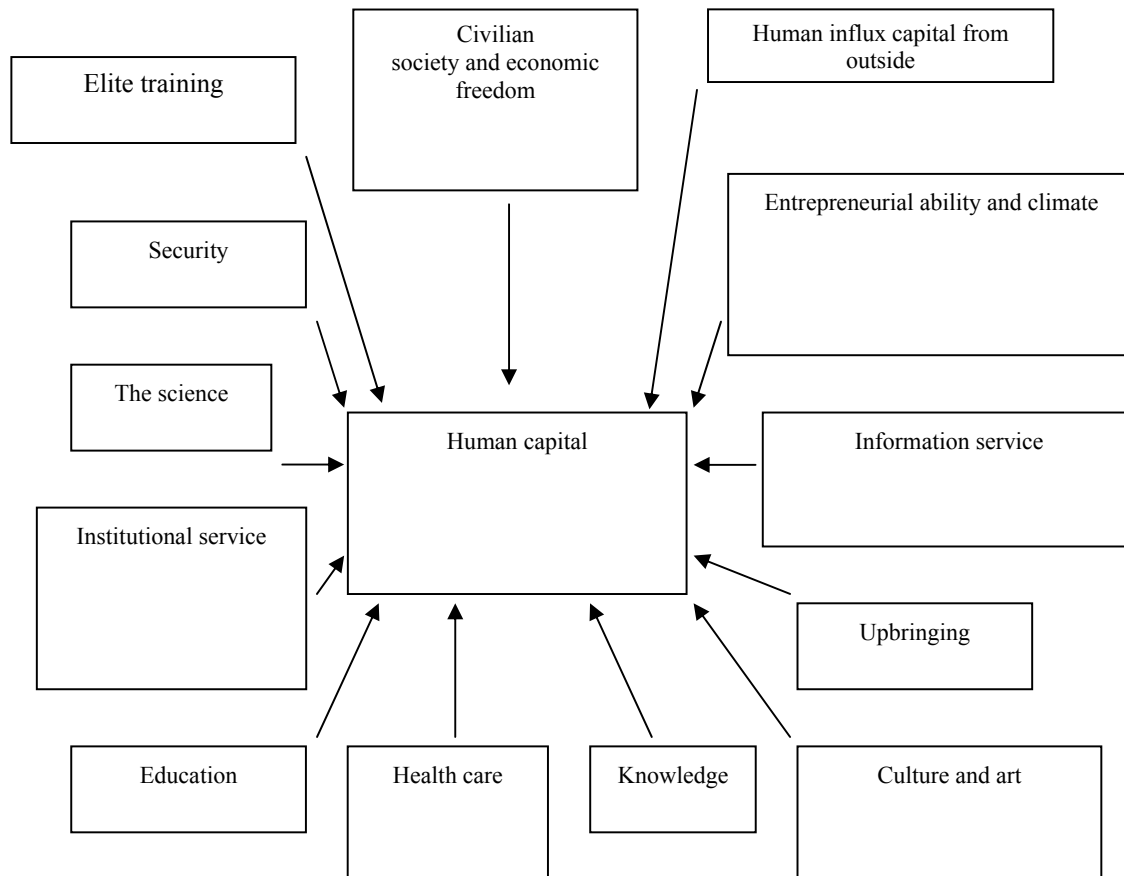 Civilian
society and economic
freedom
Human influx capital from
outside
Elite training
Entrepreneurial ability and climate
Security
The science
Human capital
Information service
Institutional service
Upbringing
Education
Health care
Knowledge
Culture and art